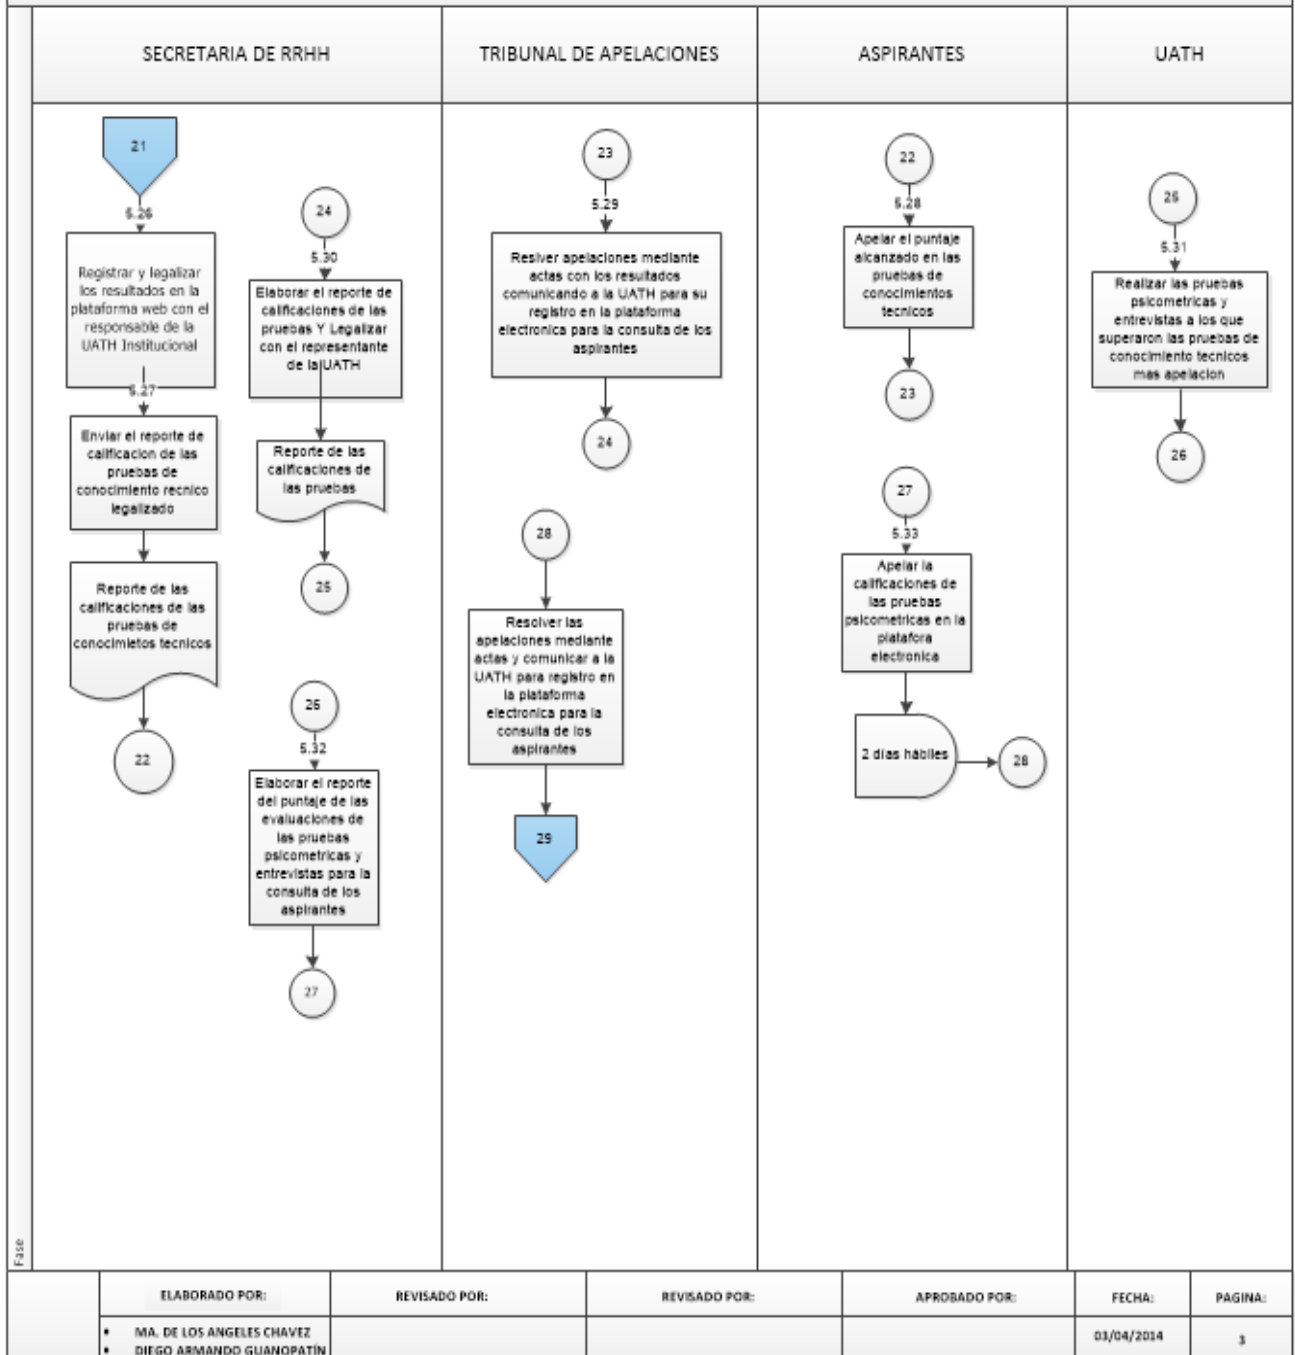 SECRETARIA DE RRHH
TRIBUNAL DE APELACIONES
ASPIRANTES
UATH
21
5.26
Registrar y legalizar
los resultados en la
plataforma web con el
responsable de la
UATH Institucional
5.27
Enviar el reporte de
calificacion de las
pruebas de
conocimiento recnico
legalizado
Reporte de las
calificaciones de las
pruebas de
conocimietos tecnicos
22
24
5.30
Elaborar el reporte de
calificaciones de las
pruebas Y Legalizar
con el representante
de la UATH
Reporte de las
calificaciones de
las pruebas
25
26
5.32
Elaborar el reporte
del puntaje de las
evaluaciones de
las pruebas
psicometricas y
entrevistas para la
consulta de los
aspirantes
27
23
5.29
Reslver apelaciones mediante
actas con los resultados
comunicando a la UATH para su
registro en la plataforma
electronica para la consulta de los
aspirantes
24
28
Resolver las
apelaciones mediante
actas y comunicar a la
UATH para registro en
la plataforma
electronica para la
consulta de los
aspirantes
29
22
5.28
Apelar el puntaje
alcanzado en las
pruebas de
conocimientos
tecnicos
23
27
5.33
Apelar la
calificaciones de
las pruebas
psicometricas en la
platafora
electronica
2 días hábiles
28
25
5.31
Realizar las pruebas
psicometricas y
entrevistas a los que
superaron las pruebas de
conocimiento tecnicos
mas apelacion
26
Fase
ELABORADO POR:
REVISADO POR:
REVISADO POR:
APROBADO POR:
FECHA:
PAGINA:
• MA. DE LOS ANGELES CHAVEZ
• DIEGO ARMANDO GUANOPATÍN
03/04/2014
3